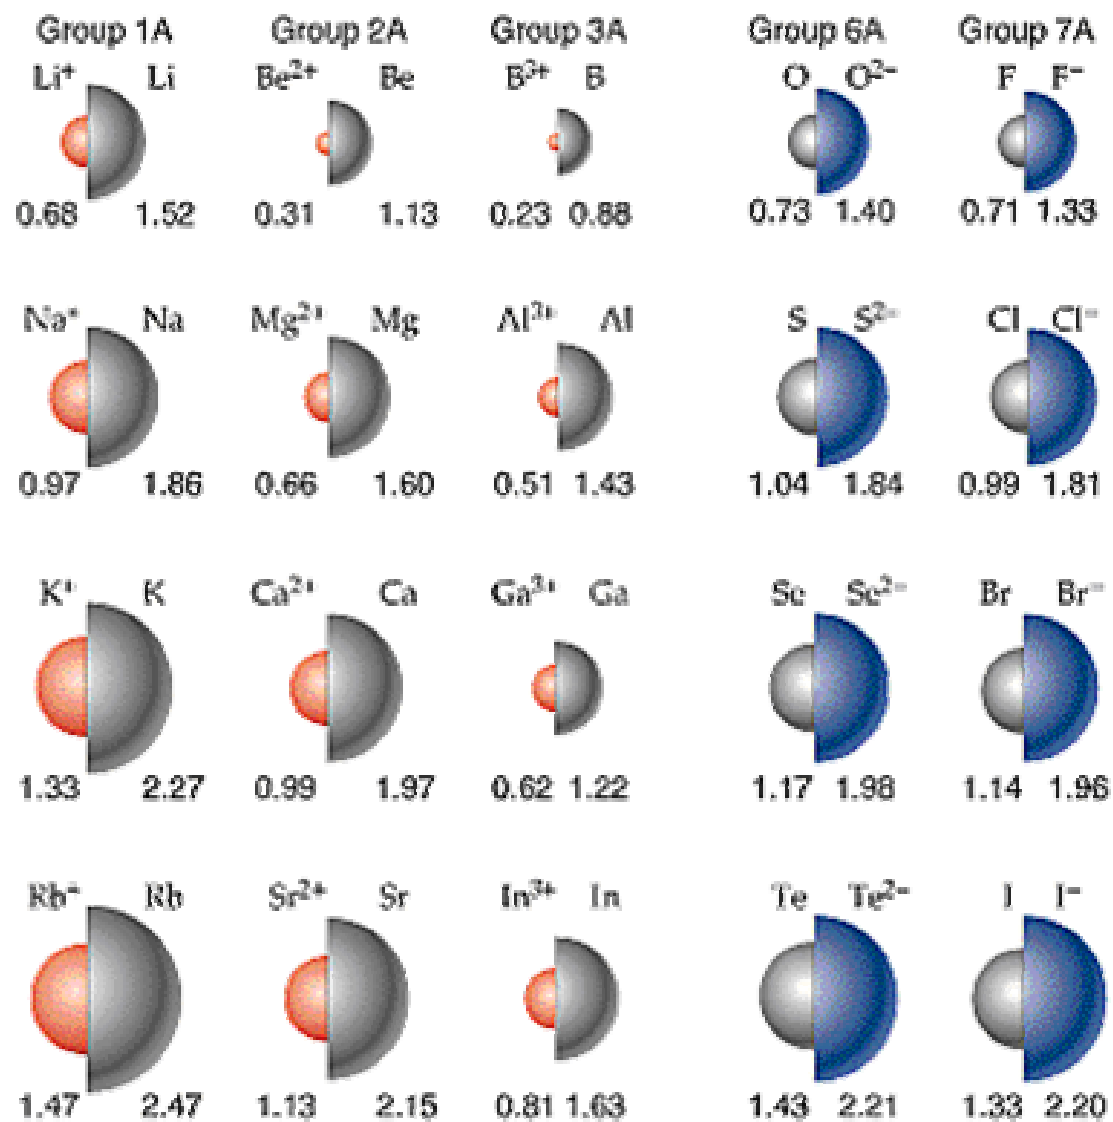 Group 1A Group 2A Group 3A Group 6A Group 7A
Li⁺ Li Be²⁺ Be B³⁺ B O O²⁻ F F⁻
0.68 1.52 0.31 1.13 0.23 0.88 0.73 1.40 0.71 1.33
Na⁺ Na Mg²⁺ Mg Al³⁺ Al S S²⁻ Cl Cl⁻
0.97 1.86 0.66 1.60 0.51 1.43 1.04 1.84 0.99 1.81
K⁺ K Ca²⁺ Ca Ga³⁺ Ga Se Se²⁻ Br Br⁻
1.33 2.27 0.99 1.97 0.62 1.22 1.17 1.98 1.14 1.96
Rb⁺ Rb Sr²⁺ Sr In³⁺ In Te Te²⁻ I I⁻
1.47 2.47 1.13 2.15 0.81 1.63 1.43 2.21 1.33 2.20